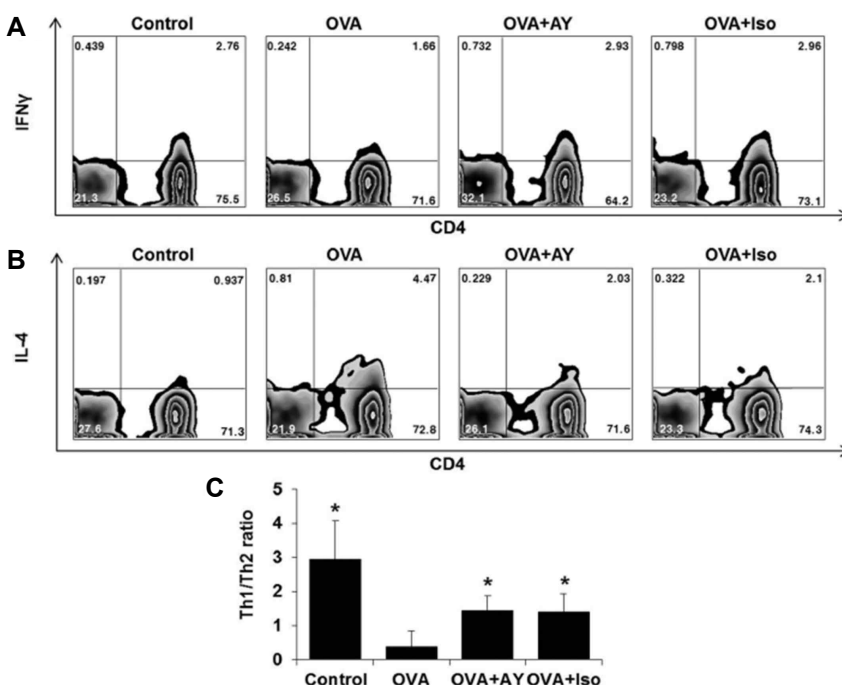 A
Control OVA OVA+AY OVA+Iso
IFNγ
0.439 2.76 0.242 1.66 0.732 2.93 0.798 2.96
21.3 75.5 26.5 71.6 32.1 64.2 23.2 73.1
CD4
B
Control OVA OVA+AY OVA+Iso
IL-4
0.197 0.937 0.81 4.47 0.229 2.03 0.322 2.1
27.6 71.3 21.9 72.8 26.1 71.6 23.3 74.3
CD4
C
Th1/Th2 ratio
5
4
3
2
1
0
* * *
Control OVA OVA+AY OVA+Iso